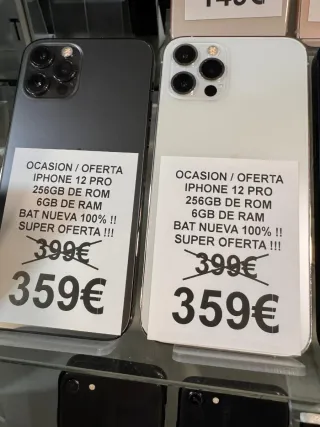 OCASION / OFERTA
IPHONE 12 PRO
256GB DE ROM
6GB DE RAM
BAT NUEVA 100% !!
SUPER OFERTA !!!
399€
359€
OCASION / OFERTA
IPHONE 12 PRO
256GB DE ROM
6GB DE RAM
BAT NUEVA 100% !!
SUPER OFERTA !!!
399€
359€